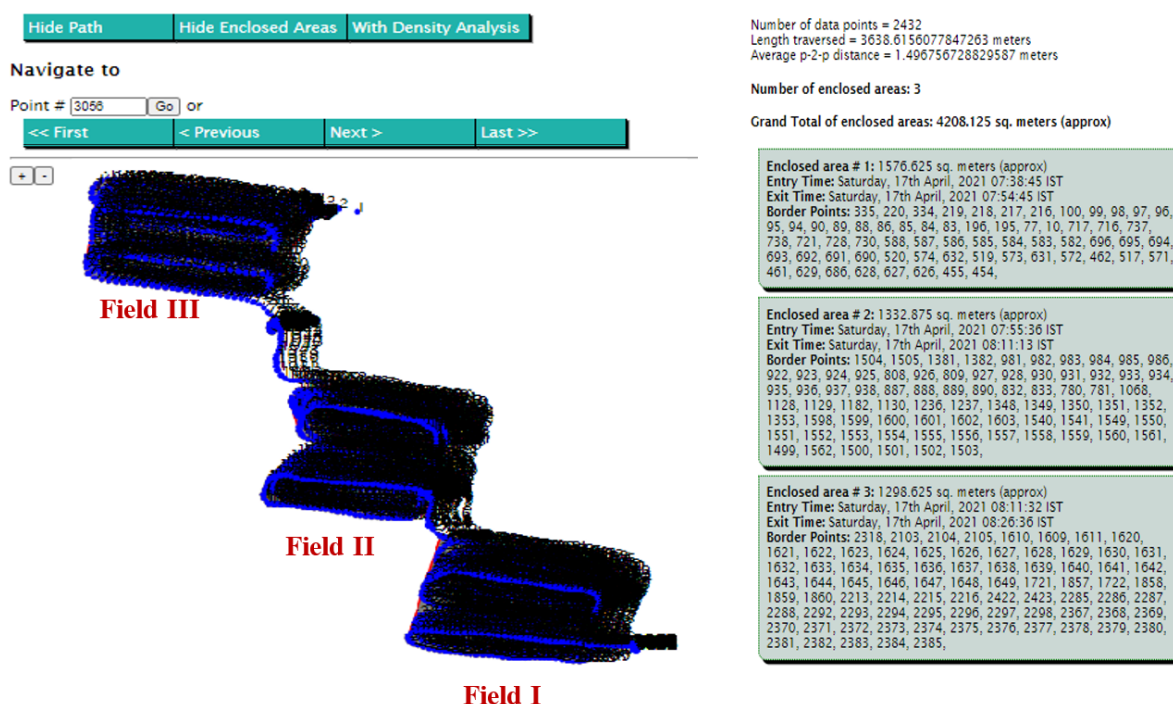 Hide Path
Hide Enclosed Areas
With Density Analysis
Navigate to
Point # 3056 Go or
<< First
< Previous
Next >
Last >>
+ -
Field III
Field II
Field I
Number of data points = 2432
Length traversed = 3638.6156077847263 meters
Average p-2-p distance = 1.496756728829587 meters
Number of enclosed areas: 3
Grand Total of enclosed areas: 4208.125 sq. meters (approx)
Enclosed area # 1: 1576.625 sq. meters (approx)
Entry Time: Saturday, 17th April, 2021 07:38:45 IST
Exit Time: Saturday, 17th April, 2021 07:54:45 IST
Border Points: 335, 220, 334, 219, 218, 217, 216, 100, 99, 98, 97, 96,
95, 94, 90, 89, 88, 86, 85, 84, 83, 196, 195, 77, 10, 717, 716, 737,
738, 721, 728, 730, 588, 587, 586, 585, 584, 583, 582, 696, 695, 694,
693, 692, 691, 690, 520, 574, 632, 519, 573, 631, 572, 462, 517, 571,
461, 629, 686, 628, 627, 626, 455, 454,
Enclosed area # 2: 1332.875 sq. meters (approx)
Entry Time: Saturday, 17th April, 2021 07:55:36 IST
Exit Time: Saturday, 17th April, 2021 08:11:13 IST
Border Points: 1504, 1505, 1381, 1382, 981, 982, 983, 984, 985, 986,
922, 923, 924, 925, 808, 926, 809, 927, 928, 930, 931, 932, 933, 934,
935, 936, 937, 938, 887, 888, 889, 890, 832, 833, 780, 781, 1068,
1128, 1129, 1182, 1130, 1236, 1237, 1348, 1349, 1350, 1351, 1352,
1353, 1598, 1599, 1600, 1601, 1602, 1603, 1540, 1541, 1549, 1550,
1551, 1552, 1553, 1554, 1555, 1556, 1557, 1558, 1559, 1560, 1561,
1499, 1562, 1500, 1501, 1502, 1503,
Enclosed area # 3: 1298.625 sq. meters (approx)
Entry Time: Saturday, 17th April, 2021 08:11:32 IST
Exit Time: Saturday, 17th April, 2021 08:26:36 IST
Border Points: 2318, 2103, 2104, 2105, 1610, 1609, 1611, 1620,
1621, 1622, 1623, 1624, 1625, 1626, 1627, 1628, 1629, 1630, 1631,
1632, 1633, 1634, 1635, 1636, 1637, 1638, 1639, 1640, 1641, 1642,
1643, 1644, 1645, 1646, 1647, 1648, 1649, 1721, 1857, 1722, 1858,
1859, 1860, 2213, 2214, 2215, 2216, 2422, 2423, 2285, 2286, 2287,
2288, 2292, 2293, 2294, 2295, 2296, 2297, 2298, 2367, 2368, 2369,
2370, 2371, 2372, 2373, 2374, 2375, 2376, 2377, 2378, 2379, 2380,
2381, 2382, 2383, 2384, 2385,